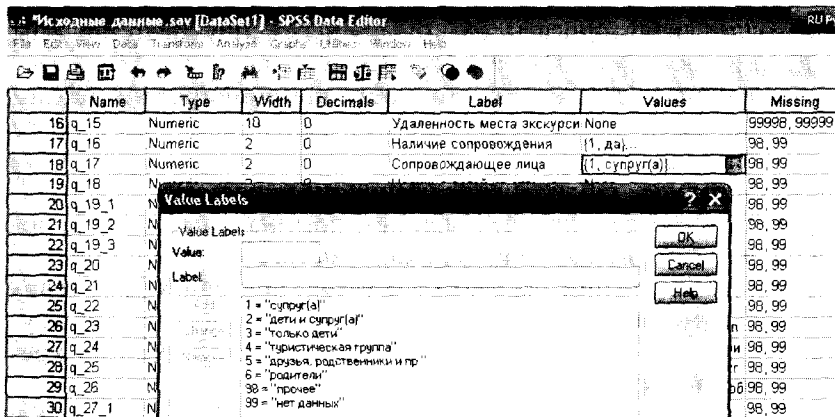 *Исходные данные.sav [DataSet1] - SPSS Data Editor RU
File Edit View Data Transform Analyze Graphs Utilities Window Help
Name Type Width Decimals Label Values Missing
16 q_15 Numeric 10 0 Удаленность места экскурси None 99998, 99999
17 q_16 Numeric 2 0 Наличие сопровождения {1, да}... 98, 99
18 q_17 Numeric 2 0 Сопровождающее лица {1, супруг(а)} 98, 99
19 q_18 N 98, 99
20 q_19_1 N 98, 99
21 q_19_2 N 98, 99
22 q_19_3 N 98, 99
23 q_20 N 98, 99
24 q_21 N 98, 99
25 q_22 N 98, 99
26 q_23 N п 98, 99
27 q_24 N и 98, 99
28 q_25 N г 98, 99
29 q_26 N об 98, 99
30 q_27_1 N 98, 99
Value Labels
Value Labels
Value:
Label:
OK
Cancel
Help
1 = "супруг(а)"
2 = "дети и супруг(а)"
3 = "только дети"
4 = "туристическая группа"
5 = "друзья, родственники и пр."
6 = "родители"
98 = "прочее"
99 = "нет данных"